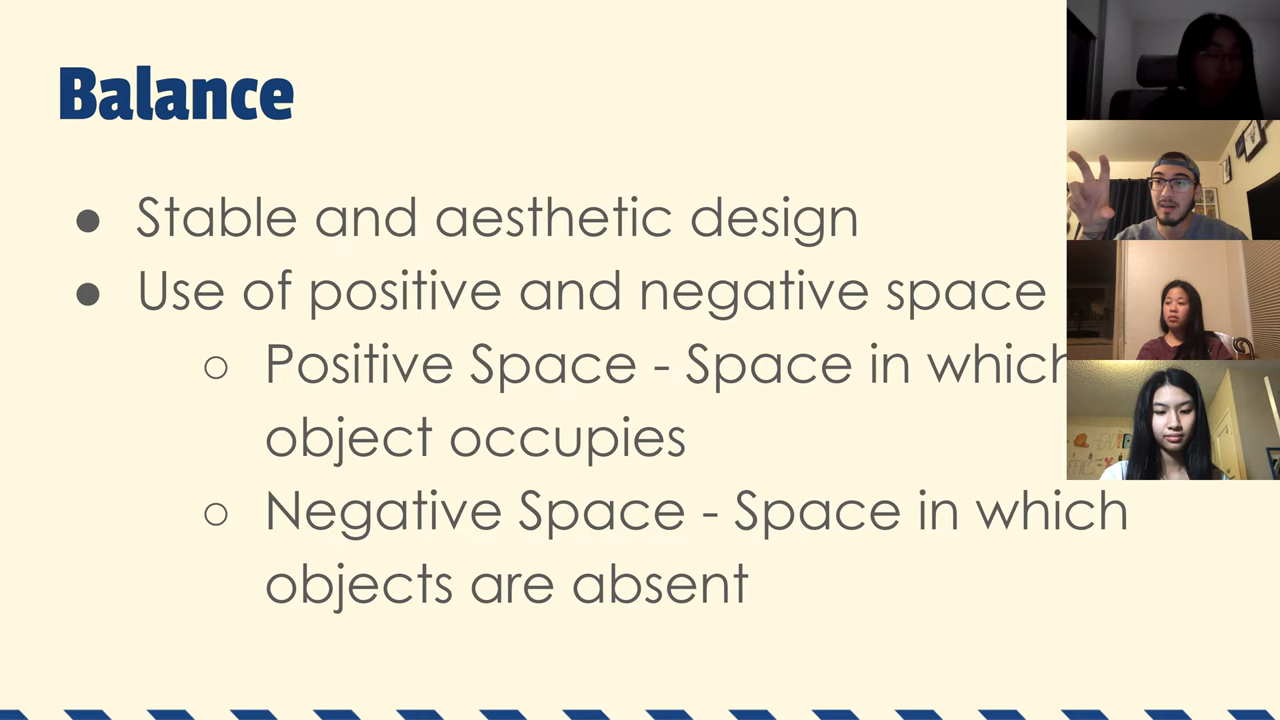 Balance
● Stable and aesthetic design
● Use of positive and negative space
○ Positive Space - Space in which
object occupies
○ Negative Space - Space in which
objects are absent